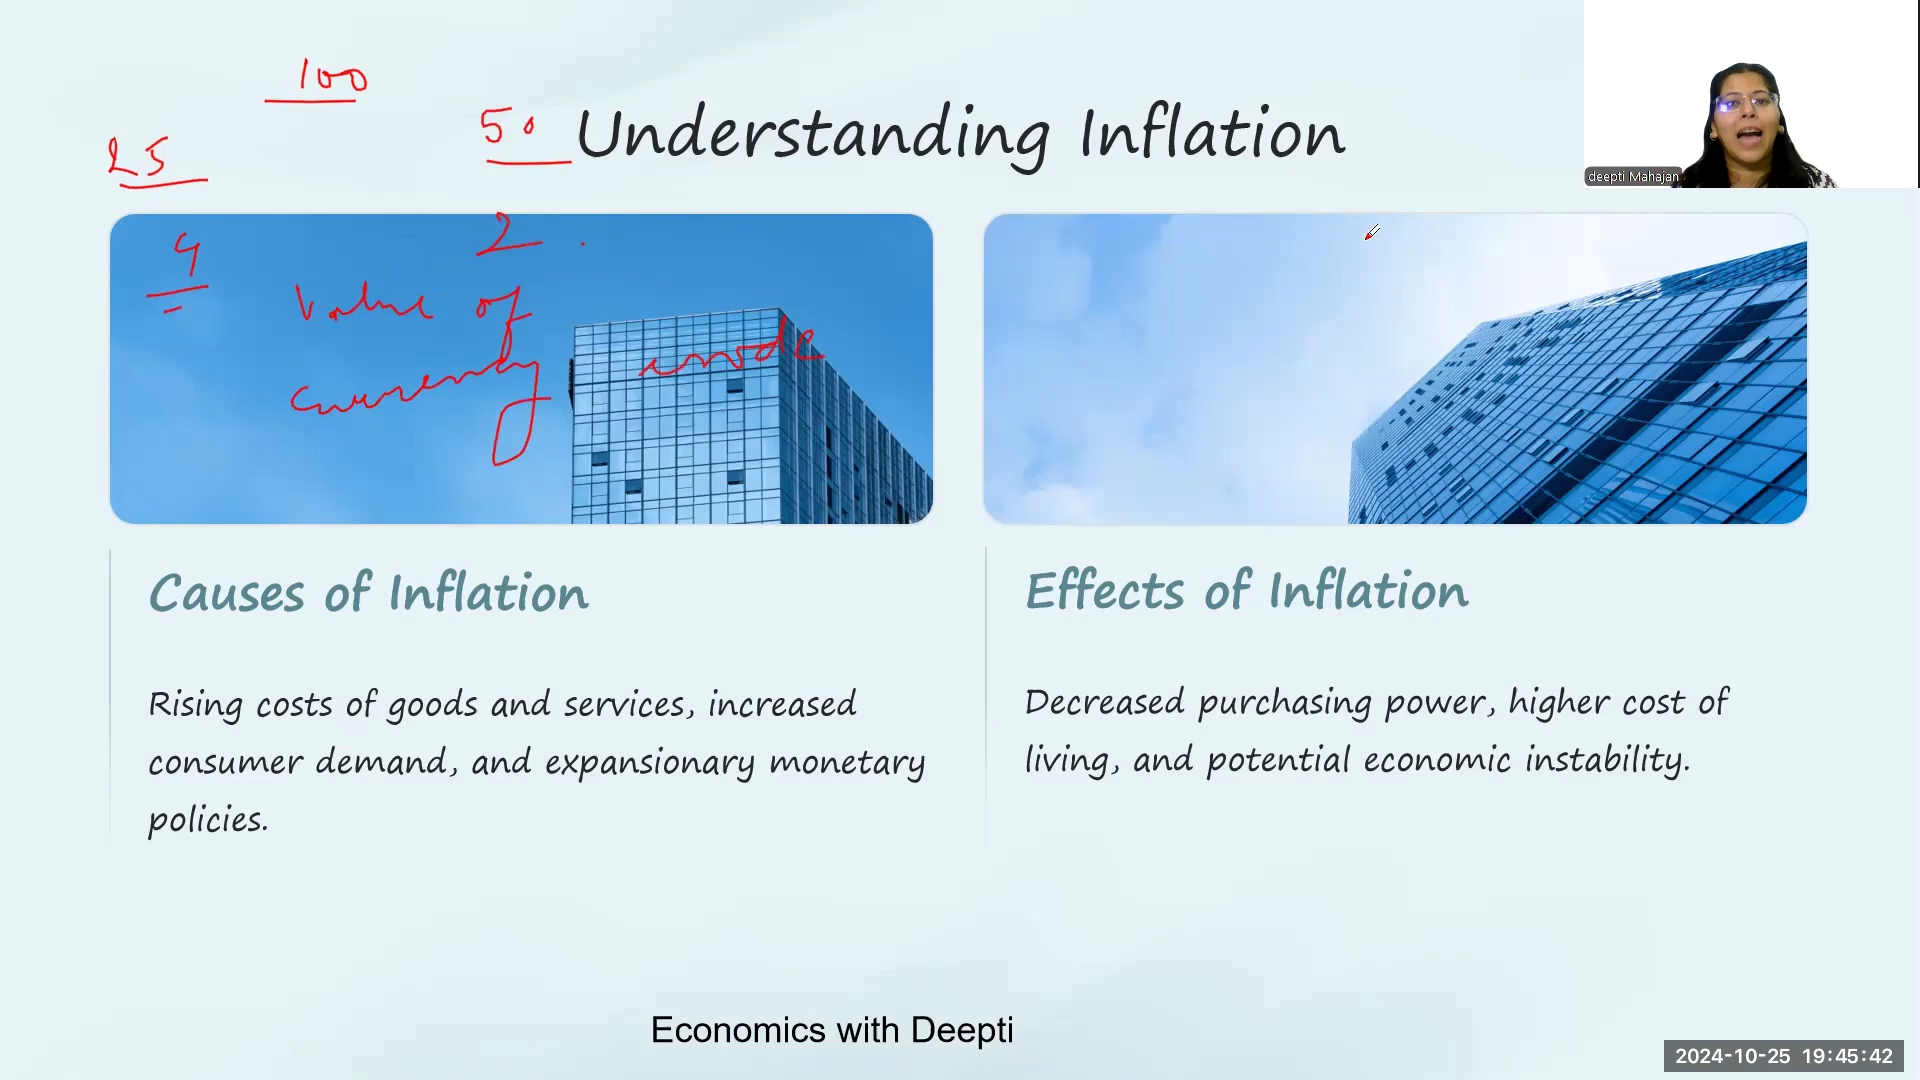 100
50
25
Understanding Inflation
deepti Mahajan
2
4
Value of
currency
Causes of Inflation
Rising costs of goods and services, increased
consumer demand, and expansionary monetary
policies.
Effects of Inflation
Decreased purchasing power, higher cost of
living, and potential economic instability.
Economics with Deepti
2024-10-25 19:45:42